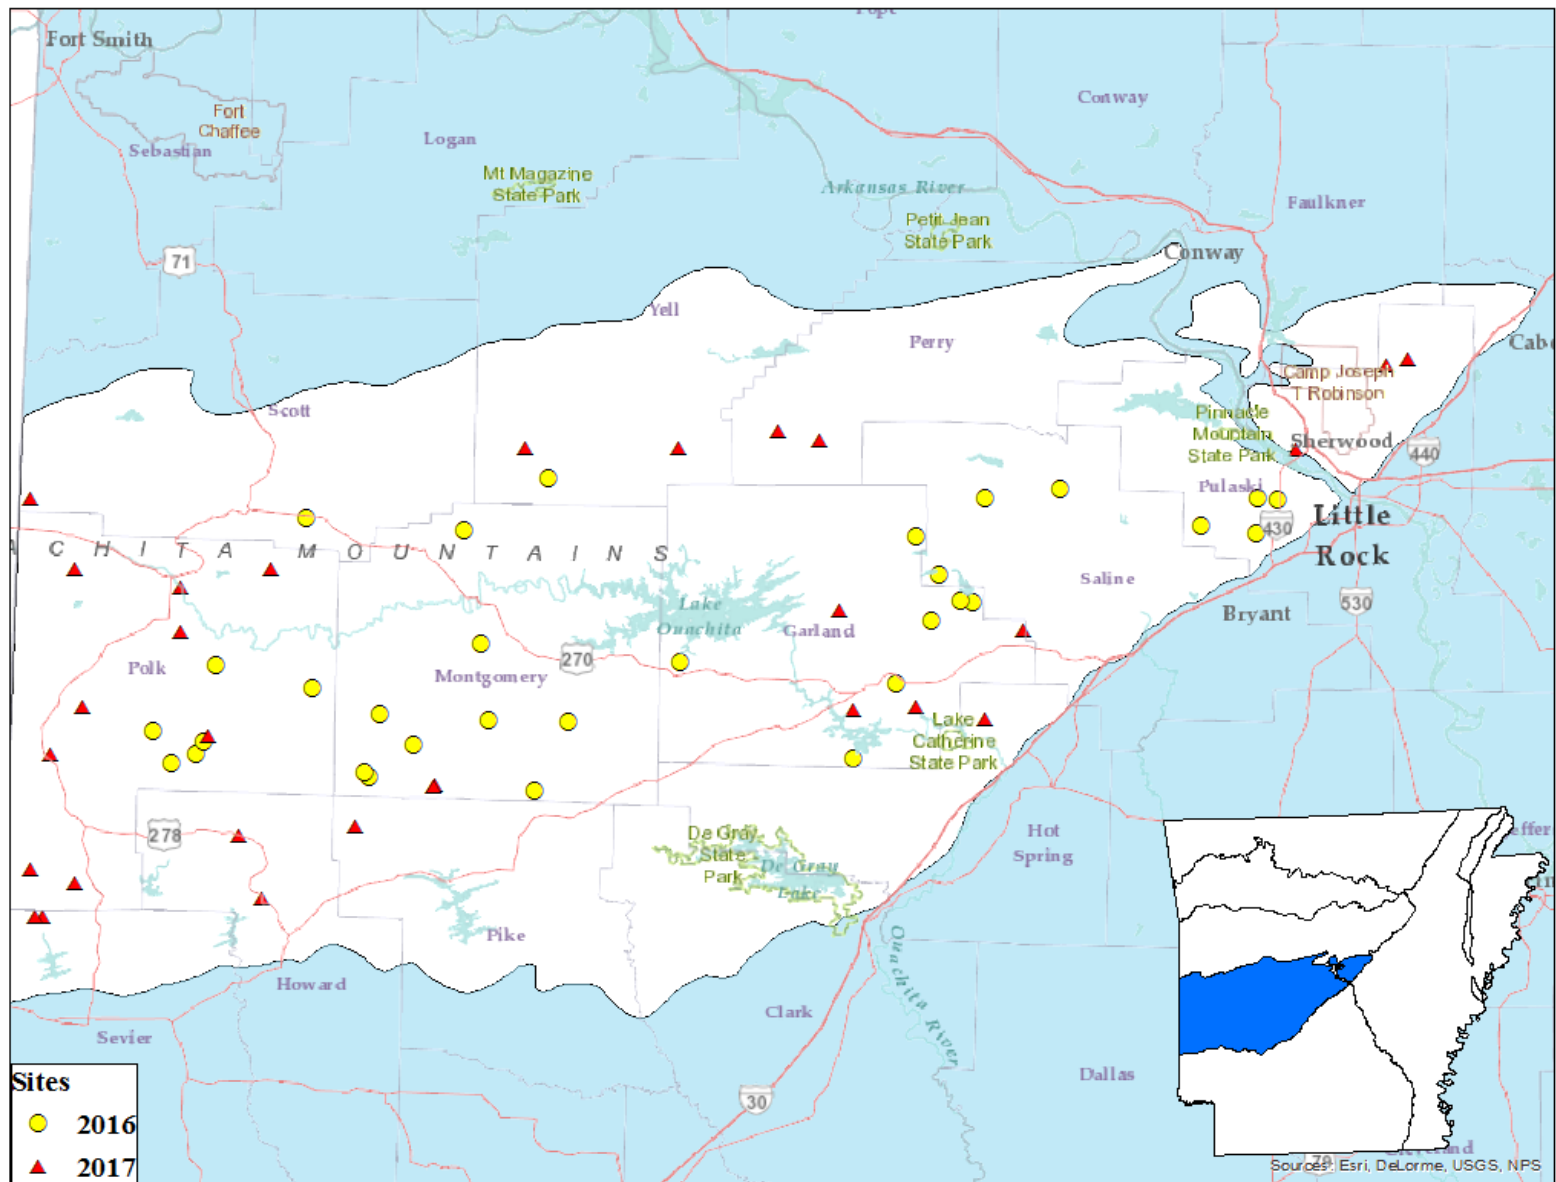 Fort Smith
Fort
Chaffee
Sebastian
Logan
Mt Magazine
State Park
Conway
Arkansas River
Petit Jean
State Park
Faulkner
Conway
71
Yell
Perry
Scott
Camp Joseph
T Robinson
Pinnacle
Mountain
State Park
Sherwood
440
Pulaski
430
Little
Rock
A C H I T A M O U N T A I N S
Saline
530
Bryant
Lake
Ouachita
Garland
Polk
270
Montgomery
Lake
Catherine
State Park
278
De Gray
State
Park
De Gray
Lake
Hot
Spring
Pike
Howard
Ouachita River
Clark
Sevier
Dallas
30
79
Sites
2016
2017
Sources: Esri, DeLorme, USGS, NPS